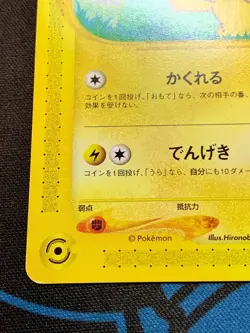 かくれる
コインを1回投げ、「おもて」なら、次の相手の番、
効果を受けない。
でんげき
コインを1回投げ、「うら」なら、自分にも10ダメー
弱点 抵抗力
© Pokémon Illus.Hironob